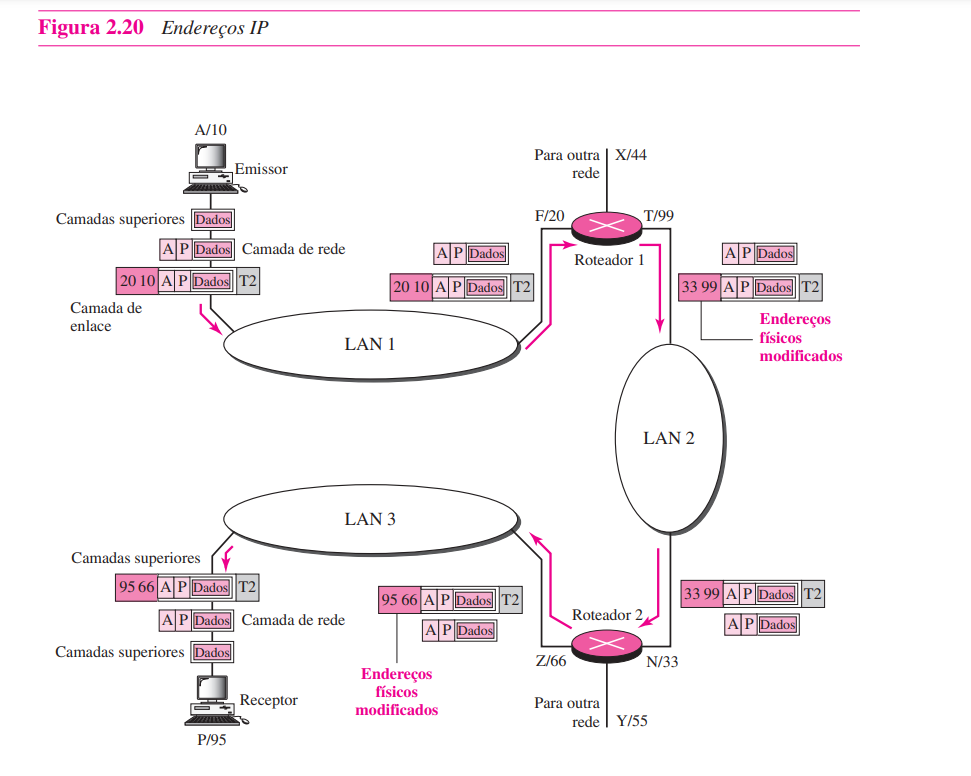 Figura 2.20 Endereços IP
A/10
Emissor
Camadas superiores Dados
A P Dados Camada de rede
20 10 A P Dados T2
Camada de
enlace
LAN 1
Para outra
rede
X/44
F/20
T/99
Roteador 1
A P Dados
20 10 A P Dados T2
A P Dados
33 99 A P Dados T2
Endereços
físicos
modificados
LAN 2
33 99 A P Dados T2
A P Dados
Roteador 2
Z/66
N/33
Para outra
rede
Y/55
95 66 A P Dados T2
A P Dados
Endereços
físicos
modificados
LAN 3
Camadas superiores
95 66 A P Dados T2
A P Dados Camada de rede
Camadas superiores Dados
Receptor
P/95